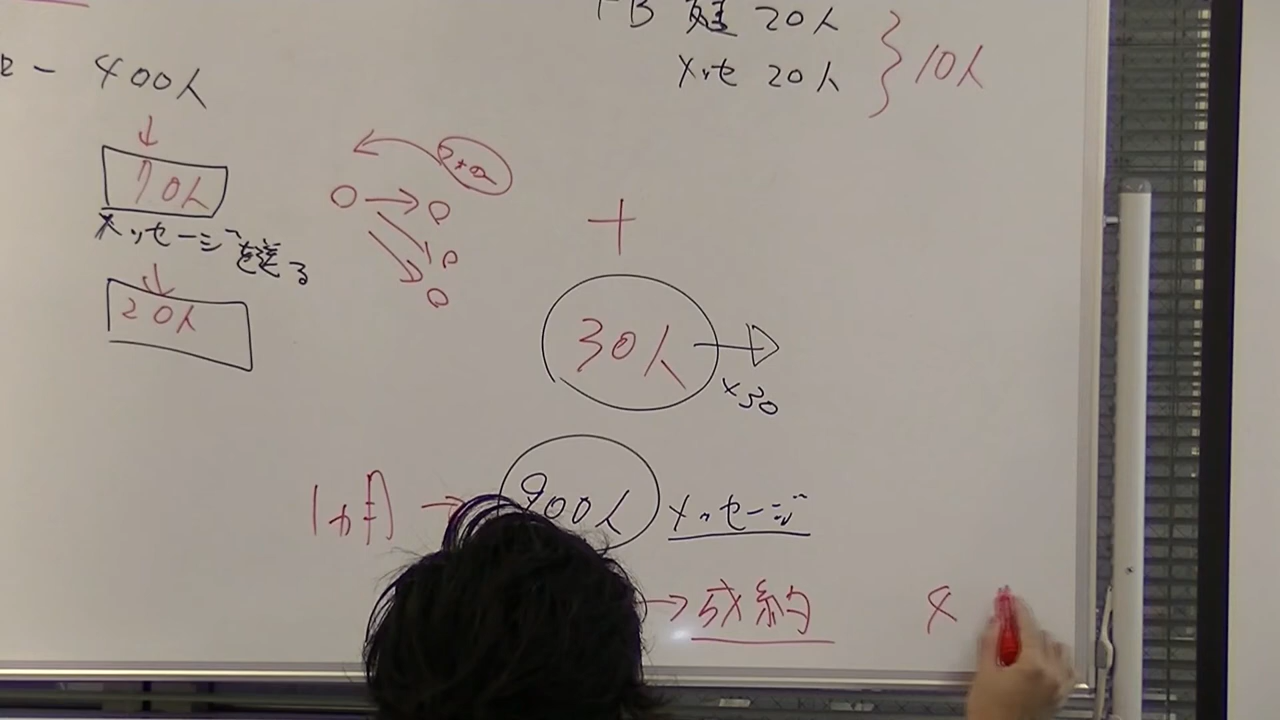 セー 400人
70人
メッセージを送る
20人
FB 友達 20人
メッセ 20人
10人
+
30人
×30
1ヵ月 → 900人 メッセージ
→ 成約